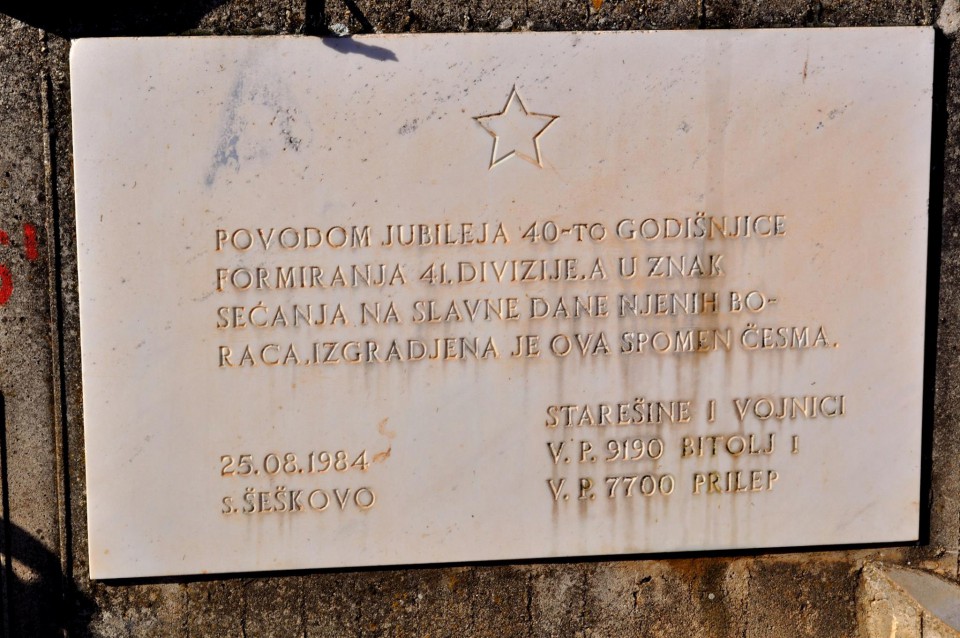 POVODOM JUBILEJA 40-TO GODIŠNJICE
FORMIRANJA 41. DIVIZIJE, A U ZNAK
SEĆANJA NA SLAVNE DANE NJENIH BO-
RACA, IZGRADJENA JE OVA SPOMEN ČESMA.
STAREŠINE I VOJNICI
V. P. 9190 BITOLJ I
V. P. 7700 PRILEP
25.08.1984
s. ŠEŠKOVO